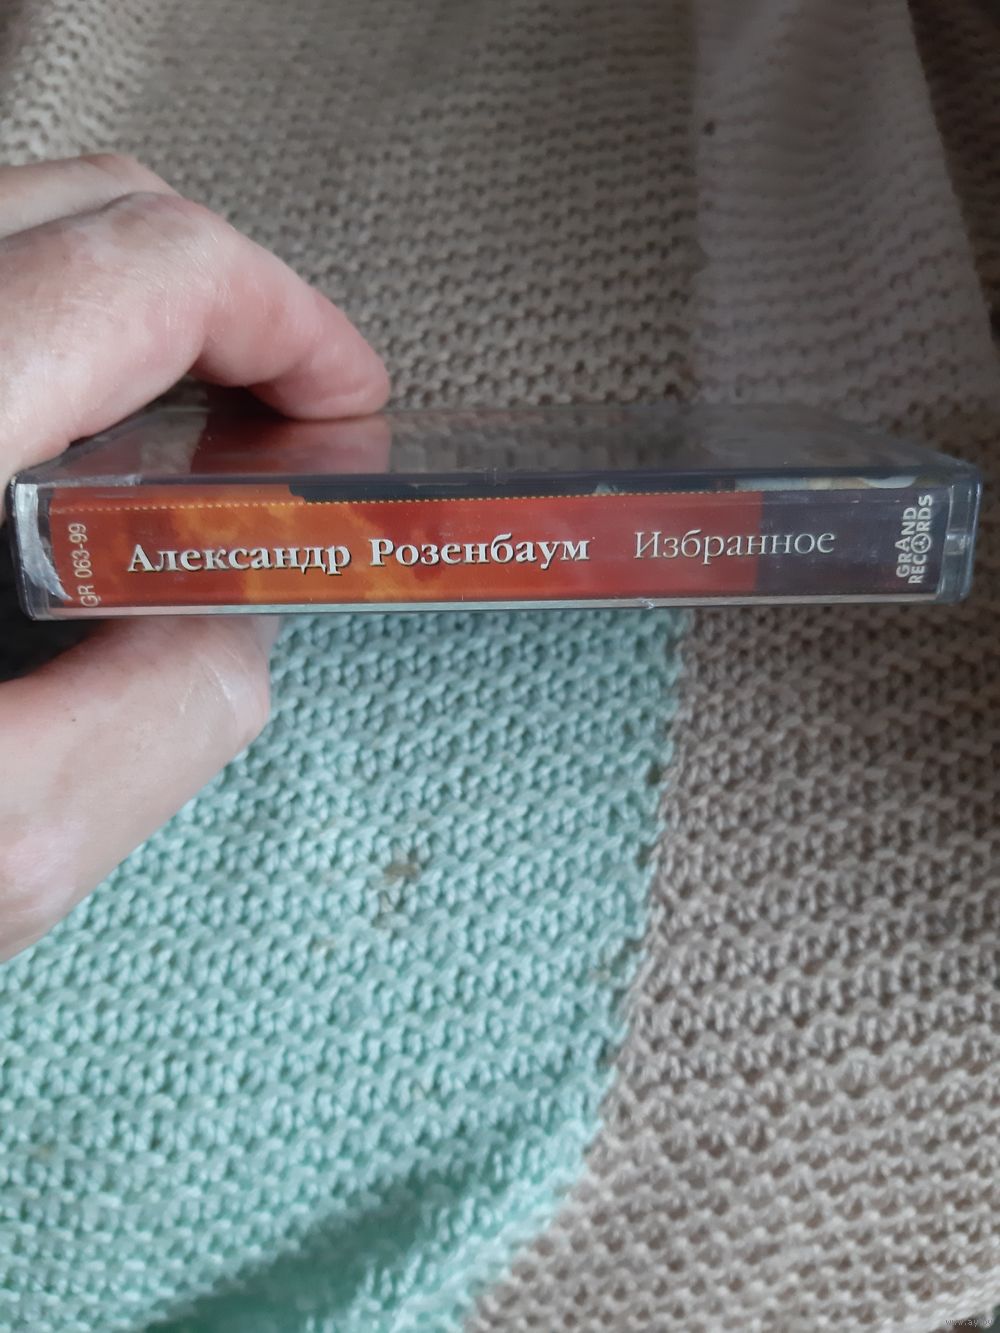 GR 063-99
Александр Розенбаум Избранное
GRAND
RECORDS